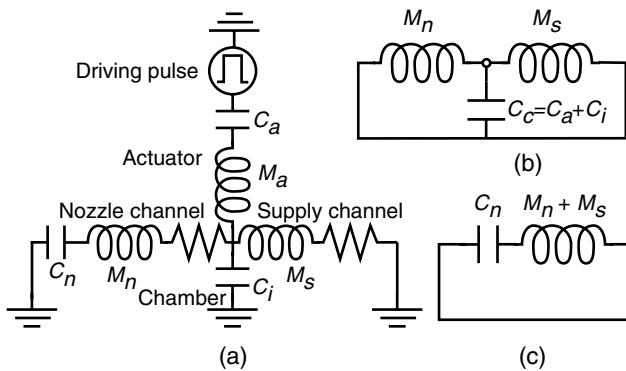 Driving pulse
C_a
Actuator
M_a
Nozzle channel
Supply channel
C_n
M_n
Chamber
C_i
M_s
(a)
M_n
M_s
C_c=C_a+C_i
(b)
C_n
M_n + M_s
(c)